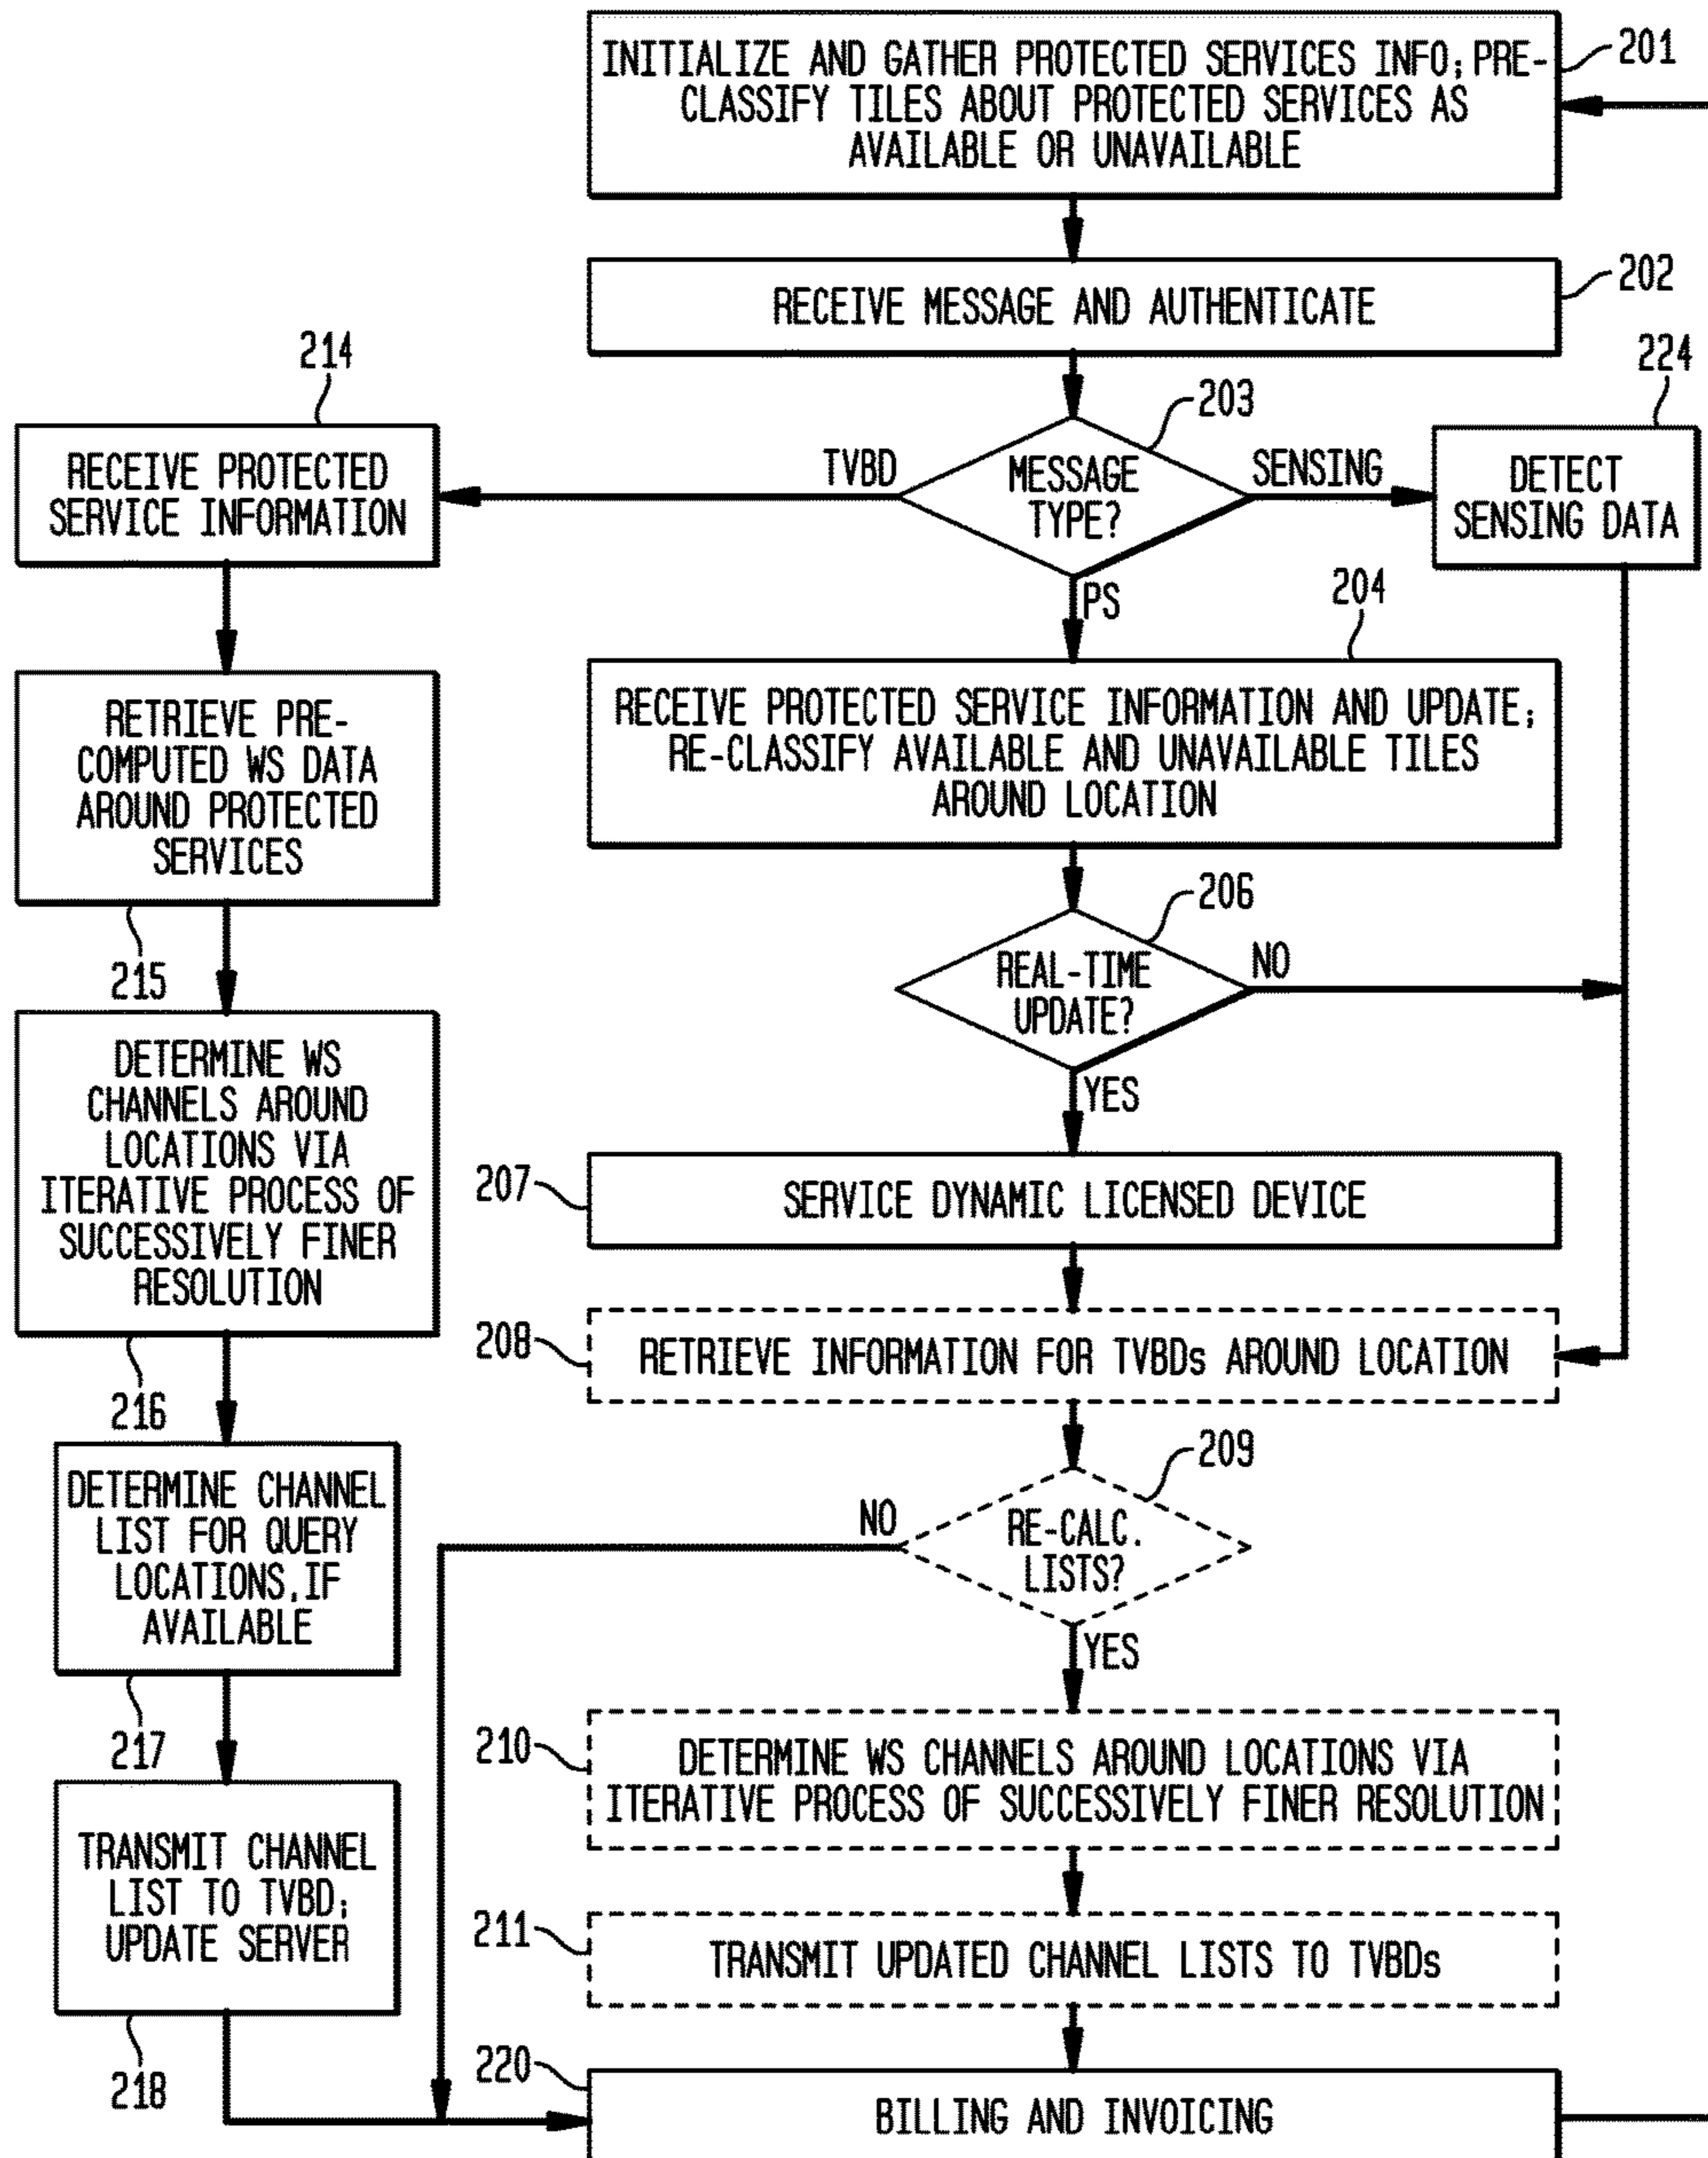 INITIALIZE AND GATHER PROTECTED SERVICES INFO; PRE-
CLASSIFY TILES ABOUT PROTECTED SERVICES AS
AVAILABLE OR UNAVAILABLE
201
RECEIVE MESSAGE AND AUTHENTICATE
202
214
224
203
RECEIVE PROTECTED
SERVICE INFORMATION
TVBD
MESSAGE
TYPE?
SENSING
DETECT
SENSING DATA
PS
204
RETRIEVE PRE-
COMPUTED WS DATA
AROUND PROTECTED
SERVICES
215
RECEIVE PROTECTED SERVICE INFORMATION AND UPDATE;
RE-CLASSIFY AVAILABLE AND UNAVAILABLE TILES
AROUND LOCATION
206
REAL-TIME
UPDATE?
NO
YES
DETERMINE WS
CHANNELS AROUND
LOCATIONS VIA
ITERATIVE PROCESS OF
SUCCESSIVELY FINER
RESOLUTION
216
207
SERVICE DYNAMIC LICENSED DEVICE
208
RETRIEVE INFORMATION FOR TVBDs AROUND LOCATION
209
NO
RE-CALC.
LISTS?
YES
DETERMINE CHANNEL
LIST FOR QUERY
LOCATIONS, IF
AVAILABLE
217
210
DETERMINE WS CHANNELS AROUND LOCATIONS VIA
ITERATIVE PROCESS OF SUCCESSIVELY FINER RESOLUTION
TRANSMIT CHANNEL
LIST TO TVBD;
UPDATE SERVER
218
211
TRANSMIT UPDATED CHANNEL LISTS TO TVBDs
220
BILLING AND INVOICING